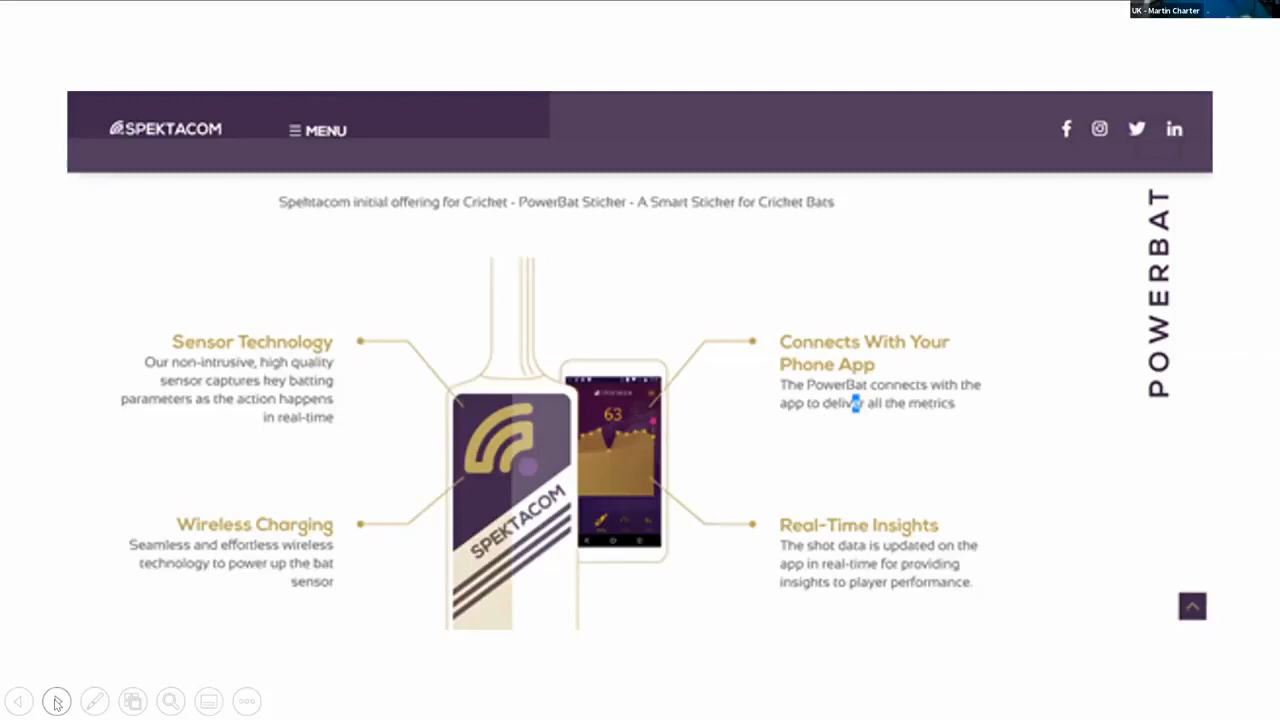 UK - Martin Charter
SPEKTACOM
MENU
Spektacom initial offering for Cricket - PowerBat Sticker - A Smart Sticker for Cricket Bats
POWERBAT
Sensor Technology
Our non-intrusive, high quality
sensor captures key batting
parameters as the action happens
in real-time
Connects With Your
Phone App
The PowerBat connects with the
app to deliver all the metrics
63
SPEKTACOM
Wireless Charging
Seamless and effortless wireless
technology to power up the bat
sensor
Real-Time Insights
The shot data is updated on the
app in real-time for providing
insights to player performance.